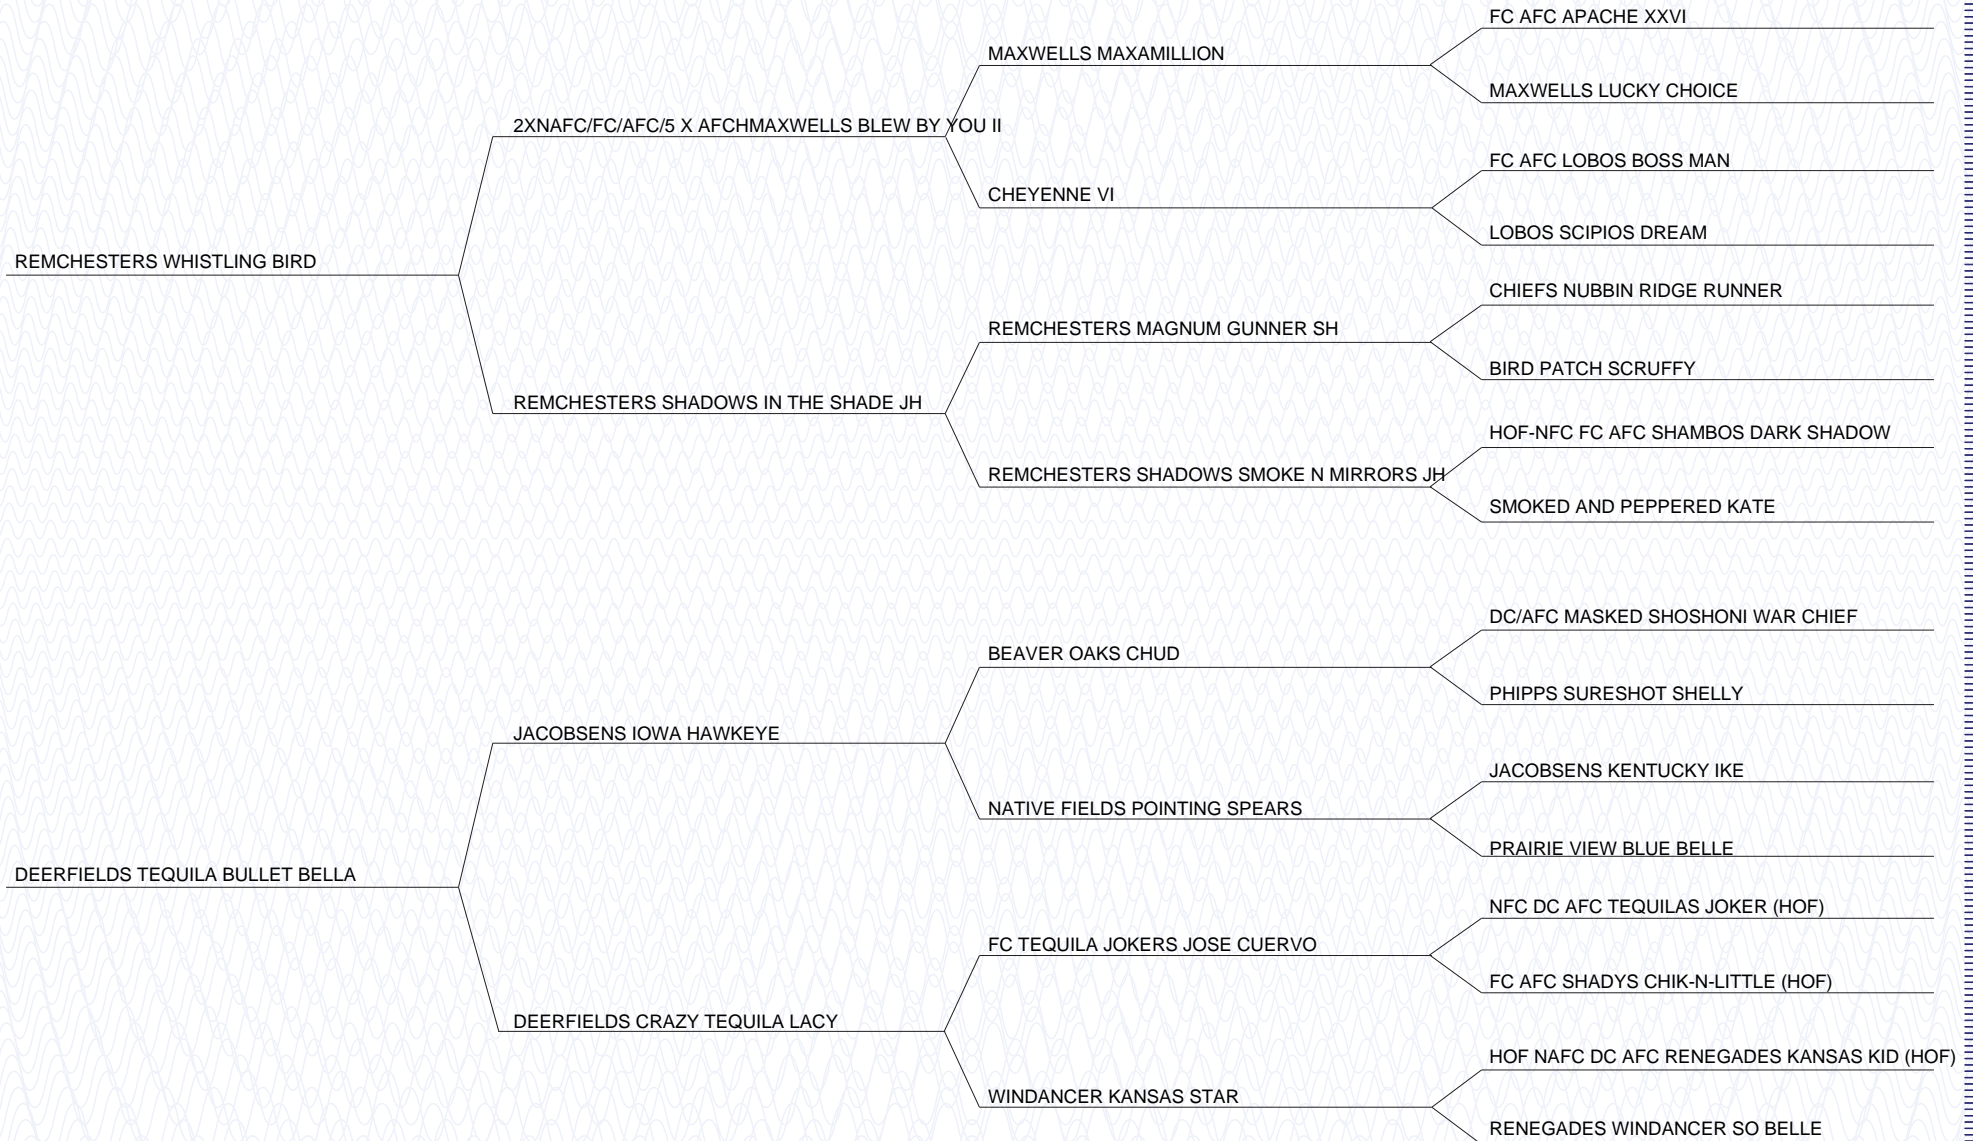 FC AFC APACHE XXVI
MAXWELLS MAXAMILLION
MAXWELLS LUCKY CHOICE
2XNAFC/FC/AFC/5 X AFCHMAXWELLS BLEW BY YOU II
FC AFC LOBOS BOSS MAN
CHEYENNE VI
LOBOS SCIPIOS DREAM
REMCHESTERS WHISTLING BIRD
CHIEFS NUBBIN RIDGE RUNNER
REMCHESTERS MAGNUM GUNNER SH
BIRD PATCH SCRUFFY
REMCHESTERS SHADOWS IN THE SHADE JH
HOF-NFC FC AFC SHAMBOS DARK SHADOW
REMCHESTERS SHADOWS SMOKE N MIRRORS JH
SMOKED AND PEPPERED KATE
DC/AFC MASKED SHOSHONI WAR CHIEF
BEAVER OAKS CHUD
PHIPPS SURESHOT SHELLY
JACOBSENS IOWA HAWKEYE
JACOBSENS KENTUCKY IKE
NATIVE FIELDS POINTING SPEARS
PRAIRIE VIEW BLUE BELLE
DEERFIELDS TEQUILA BULLET BELLA
NFC DC AFC TEQUILAS JOKER (HOF)
FC TEQUILA JOKERS JOSE CUERVO
FC AFC SHADYS CHIK-N-LITTLE (HOF)
DEERFIELDS CRAZY TEQUILA LACY
HOF NAFC DC AFC RENEGADES KANSAS KID (HOF)
WINDANCER KANSAS STAR
RENEGADES WINDANCER SO BELLE